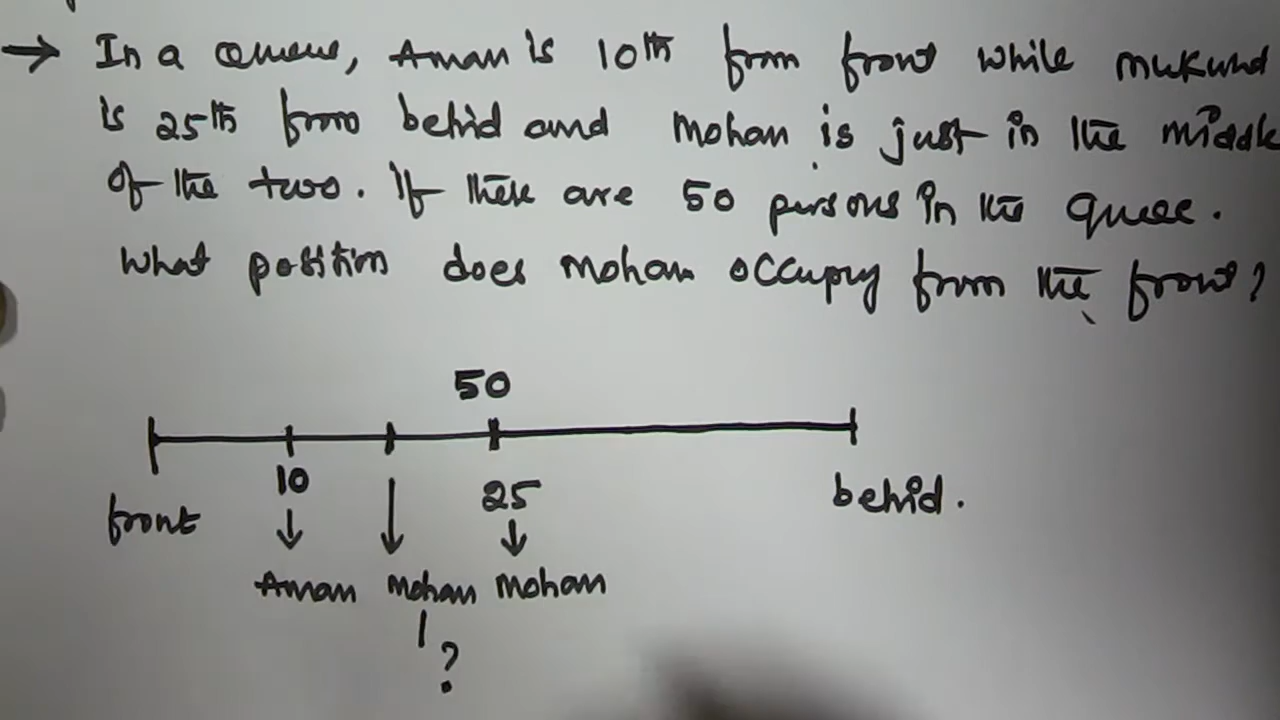 → In a queue, Aman is 10th from front while mukund
is 25th from behid and mohan is just in the middle
of the two. If there are 50 persons in the queue.
What position does mohan occupy from the front?
50
10 25
front behid.
Aman mohan mohan
?